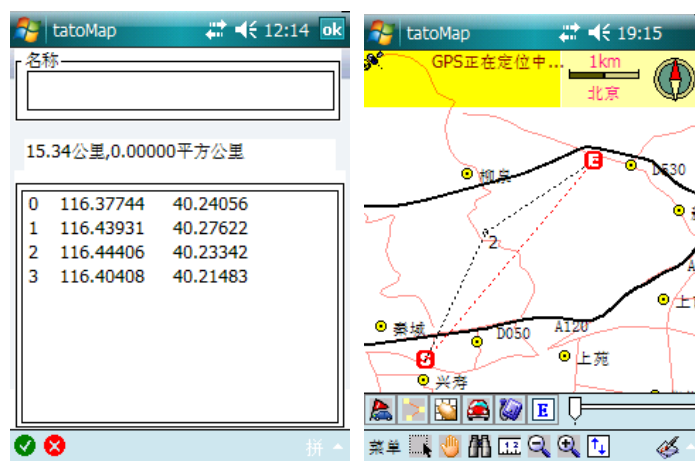 tatoMap 12:14 ok
名称
15.34公里,0.00000平方公里
0 116.37744 40.24056
1 116.43931 40.27622
2 116.44406 40.23342
3 116.40408 40.21483
拼
tatoMap 19:15
GPS正在定位中... 1km
北京
E
D530
柳泉
2
秦城
D050
A120
上苑
S
兴寿
E
菜单